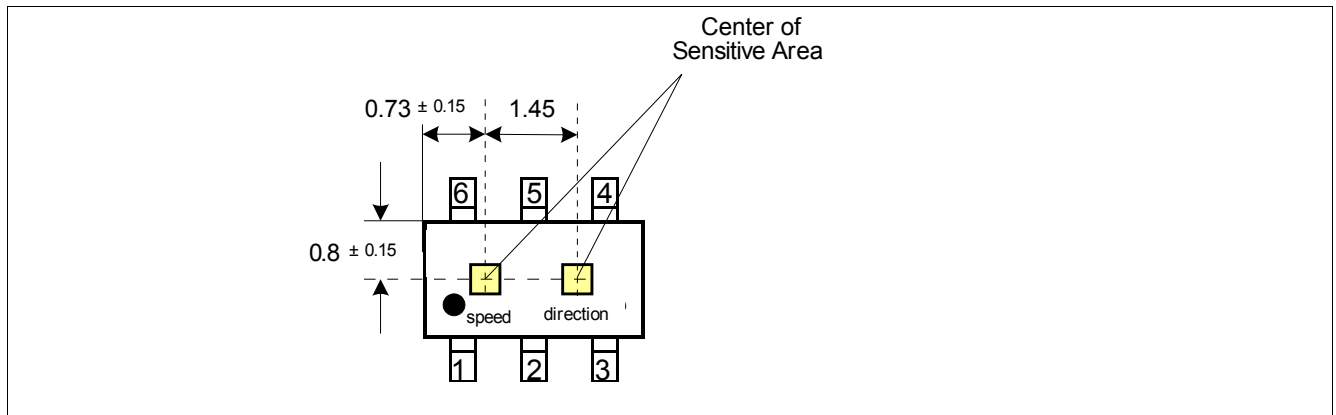 Center of
Sensitive Area
0.73 ± 0.15
1.45
6
5
4
0.8 ± 0.15
speed
direction
1
2
3